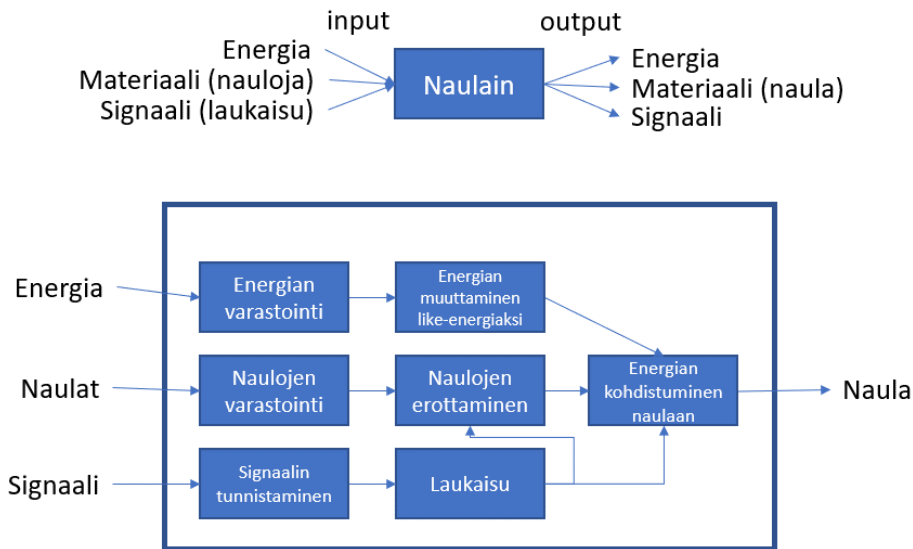 input
output
Energia
Materiaali (nauloja)
Signaali (laukaisu)
Naulain
Energia
Materiaali (naula)
Signaali
Energia
Energian
varastointi
Energian
muuttaminen
like-energiaksi
Naulat
Naulojen
varastointi
Naulojen
erottaminen
Energian
kohdistuminen
naulaan
Naula
Signaali
Signaalin
tunnistaminen
Laukaisu